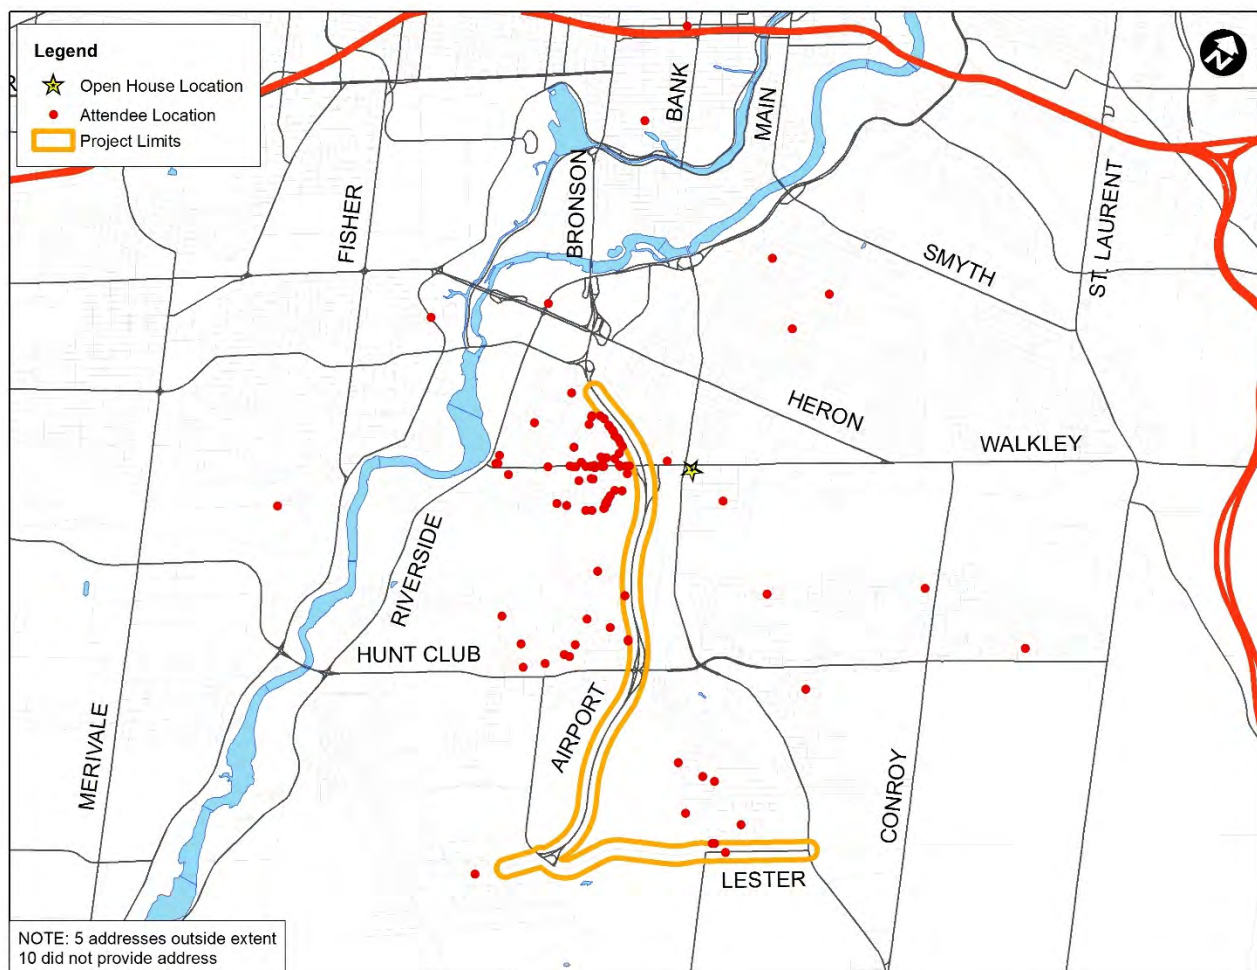 Legend
Open House Location
Attendee Location
Project Limits
N
BANK
MAIN
BRONSON
FISHER
ST. LAURENT
SMYTH
HERON
WALKLEY
RIVERSIDE
HUNT CLUB
AIRPORT
MERIVALE
CONROY
LESTER
NOTE: 5 addresses outside extent
10 did not provide address